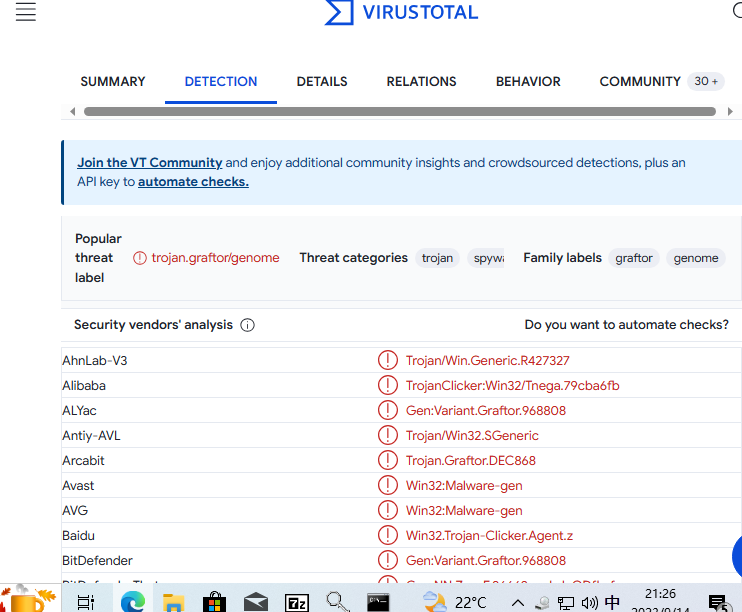 VIRUSTOTAL
SUMMARY DETECTION DETAILS RELATIONS BEHAVIOR COMMUNITY 30 +
Join the VT Community and enjoy additional community insights and crowdsourced detections, plus an
API key to automate checks.
Popular
threat
label
trojan.graftor/genome Threat categories trojan spywa Family labels graftor genome
Security vendors' analysis Do you want to automate checks?
AhnLab-V3 Trojan/Win.Generic.R427327
Alibaba TrojanClicker:Win32/Tnega.79cba6fb
ALYac Gen:Variant.Graftor.968808
Antiy-AVL Trojan/Win32.SGeneric
Arcabit Trojan.Graftor.DEC868
Avast Win32:Malware-gen
AVG Win32:Malware-gen
Baidu Win32.Trojan-Clicker.Agent.z
BitDefender Gen:Variant.Graftor.968808
7z 22°C 中 21:26 5